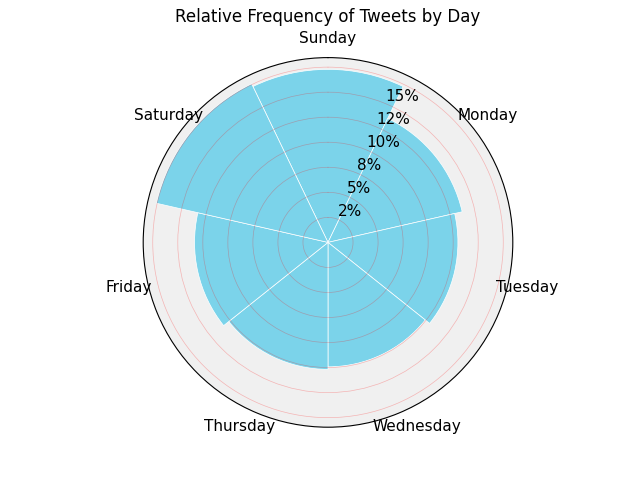 Relative Frequency of Tweets by Day
Sunday
15%
Saturday
Monday
12%
10%
8%
5%
2%
Friday
Tuesday
Thursday
Wednesday